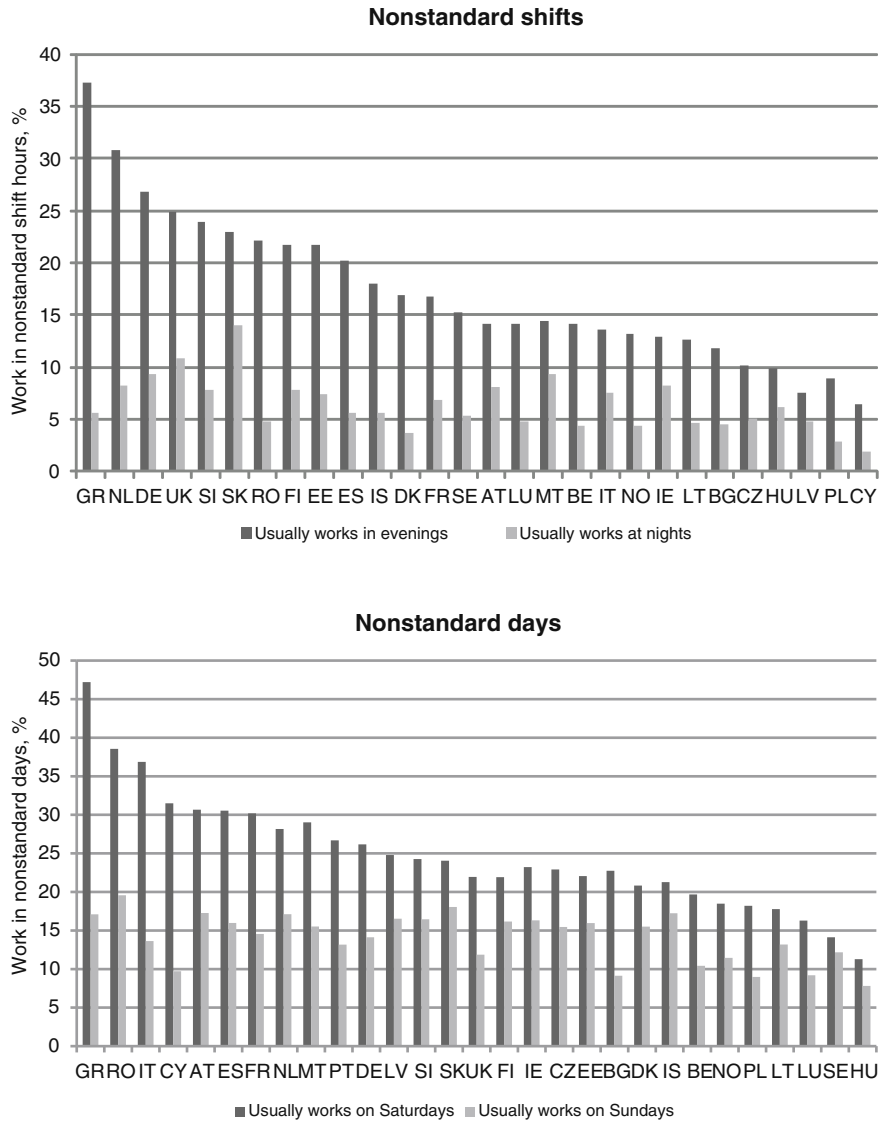 Nonstandard shifts
Work in nonstandard shift hours, %
40
35
30
25
20
15
10
5
0
GR NL DE UK SI SK RO FI EE ES IS DK FR SE AT LU MT BE IT NO IE LT BG CZ HU LV PL CY
Usually works in evenings Usually works at nights
Nonstandard days
Work in nonstandard days, %
50
45
40
35
30
25
20
15
10
5
0
GR RO IT CY AT ES FR NL MT PT DE LV SI SK UK FI IE CZ EE BG DK IS BE NO PL LT LU SE HU
Usually works on Saturdays Usually works on Sundays